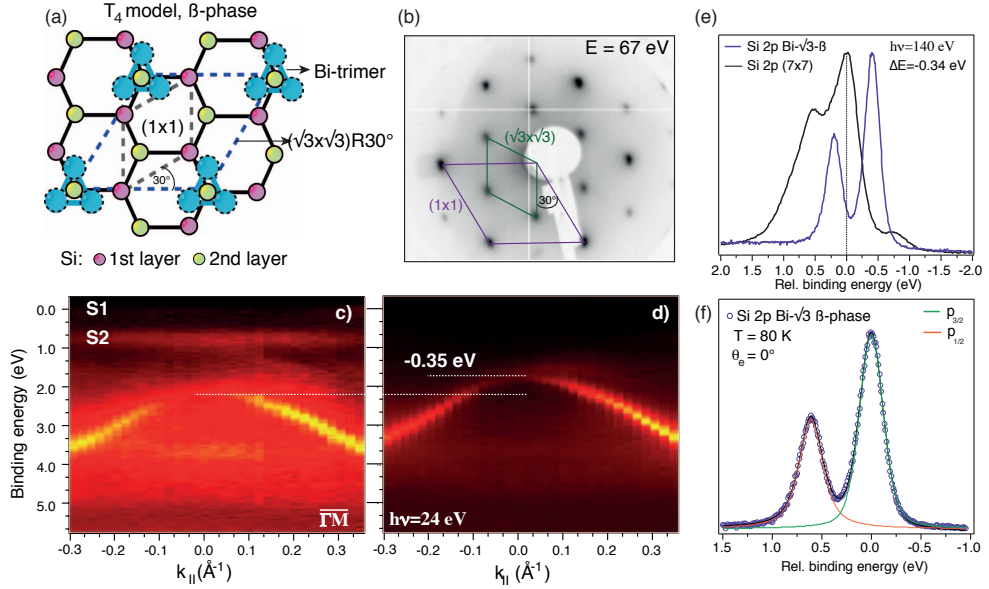 (a) T₄ model, ß-phase
Bi-trimer
(1x1)
(√3x√3)R30°
30°
Si: 1st layer 2nd layer
(b)
E = 67 eV
(√3x√3)
(1x1)
30°
(e)
Si 2p Bi-√3-ß
Si 2p (7x7)
hν=140 eV
ΔE=-0.34 eV
2.0 1.5 1.0 0.5 0.0 -0.5 -1.0 -1.5 -2.0
Rel. binding energy (eV)
S1
S2
c)
0.0
1.0
2.0
3.0
4.0
5.0
Binding energy (eV)
ΓM
-0.3 -0.2 -0.1 0.0 0.1 0.2 0.3
k||(Å⁻¹)
d)
-0.35 eV
hν=24 eV
-0.3 -0.2 -0.1 0.0 0.1 0.2 0.3
k||(Å⁻¹)
(f)
Si 2p Bi-√3 ß-phase
T = 80 K
θe = 0°
p3/2
p1/2
1.5 1.0 0.5 0.0 -0.5 -1.0
Rel. binding energy (eV)